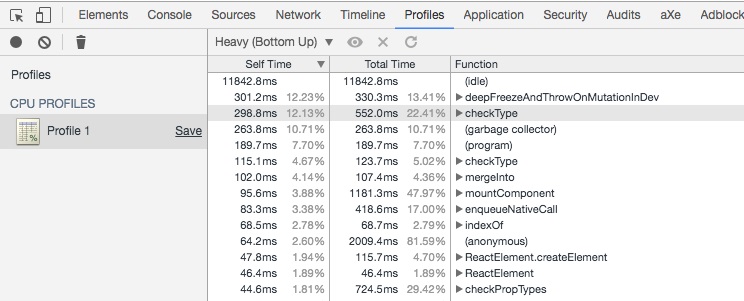 Elements Console Sources Network Timeline Profiles Application Security Audits aXe Adblock
Heavy (Bottom Up) ▼
Profiles
CPU PROFILES
Profile 1 Save
Self Time ▼ Total Time Function
11842.8ms 11842.8ms (idle)
301.2ms 12.23% 330.3ms 13.41% ▶ deepFreezeAndThrowOnMutationInDev
298.8ms 12.13% 552.0ms 22.41% ▶ checkType
263.8ms 10.71% 263.8ms 10.71% (garbage collector)
189.7ms 7.70% 189.7ms 7.70% (program)
115.1ms 4.67% 123.7ms 5.02% ▶ checkType
102.0ms 4.14% 107.4ms 4.36% ▶ mergeInto
95.6ms 3.88% 1181.3ms 47.97% ▶ mountComponent
83.3ms 3.38% 418.6ms 17.00% ▶ enqueueNativeCall
68.5ms 2.78% 68.7ms 2.79% ▶ indexOf
64.2ms 2.60% 2009.4ms 81.59% (anonymous)
47.8ms 1.94% 115.7ms 4.70% ▶ ReactElement.createElement
46.4ms 1.89% 46.4ms 1.89% ▶ ReactElement
44.6ms 1.81% 724.5ms 29.42% ▶ checkPropTypes